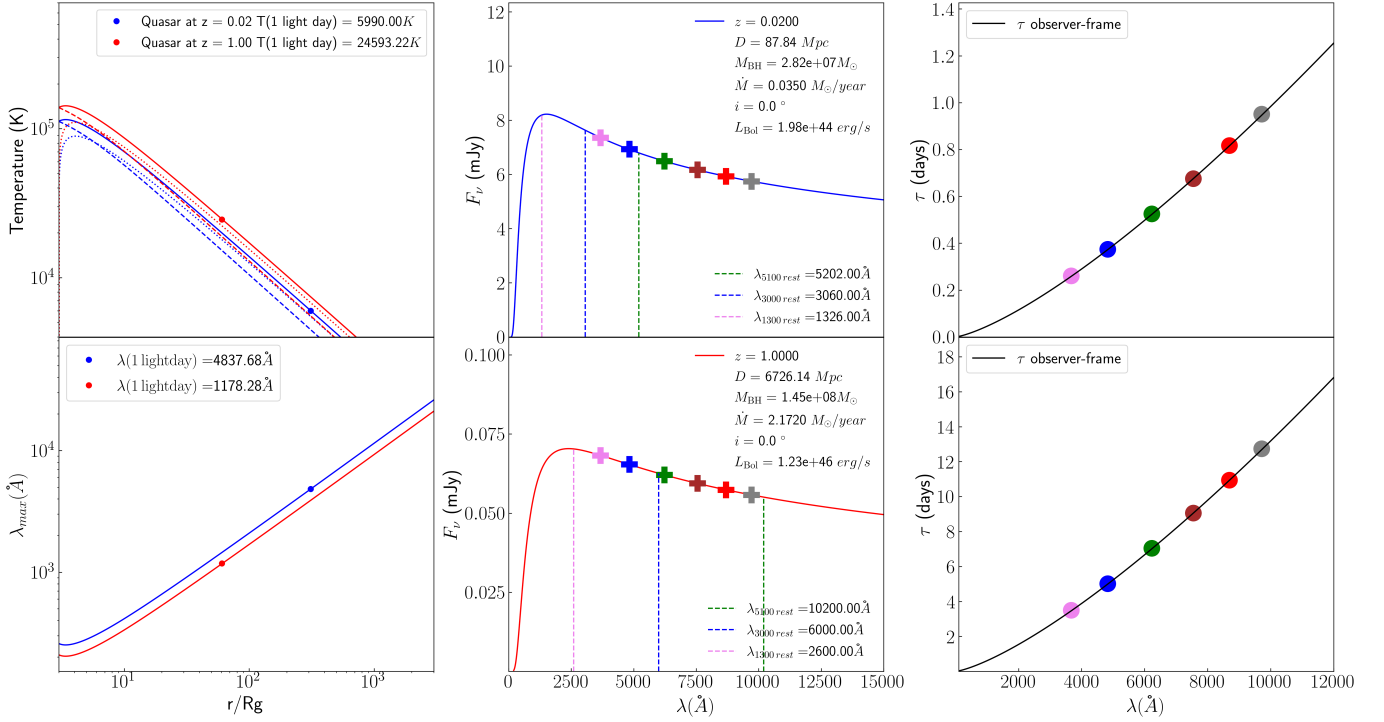 Quasar at z = 0.02 T(1 light day) = 5990.00K
Quasar at z = 1.00 T(1 light day) = 24593.22K
Temperature (K)
10^5
10^4
z = 0.0200
D = 87.84 Mpc
M_BH = 2.82e+07M_⊙
Ṁ = 0.0350 M_⊙/year
i = 0.0 °
L_Bol = 1.98e+44 erg/s
F_ν (mJy)
12
10
8
6
4
2
0
λ_5100 rest =5202.00Å
λ_3000 rest =3060.00Å
λ_1300 rest =1326.00Å
τ observer-frame
τ (days)
1.4
1.2
1.0
0.8
0.6
0.4
0.2
0.0
λ(1 lightday) =4837.68Å
λ(1 lightday) =1178.28Å
λ_max(Å)
10^4
10^3
10^1 10^2 10^3
r/Rg
z = 1.0000
D = 6726.14 Mpc
M_BH = 1.45e+08M_⊙
Ṁ = 2.1720 M_⊙/year
i = 0.0 °
L_Bol = 1.23e+46 erg/s
F_ν (mJy)
0.100
0.075
0.050
0.025
λ_5100 rest =10200.00Å
λ_3000 rest =6000.00Å
λ_1300 rest =2600.00Å
0 2500 5000 7500 10000 12500 15000
λ(Å)
τ observer-frame
τ (days)
18
16
14
12
10
8
6
4
2
2000 4000 6000 8000 10000 12000
λ(Å)